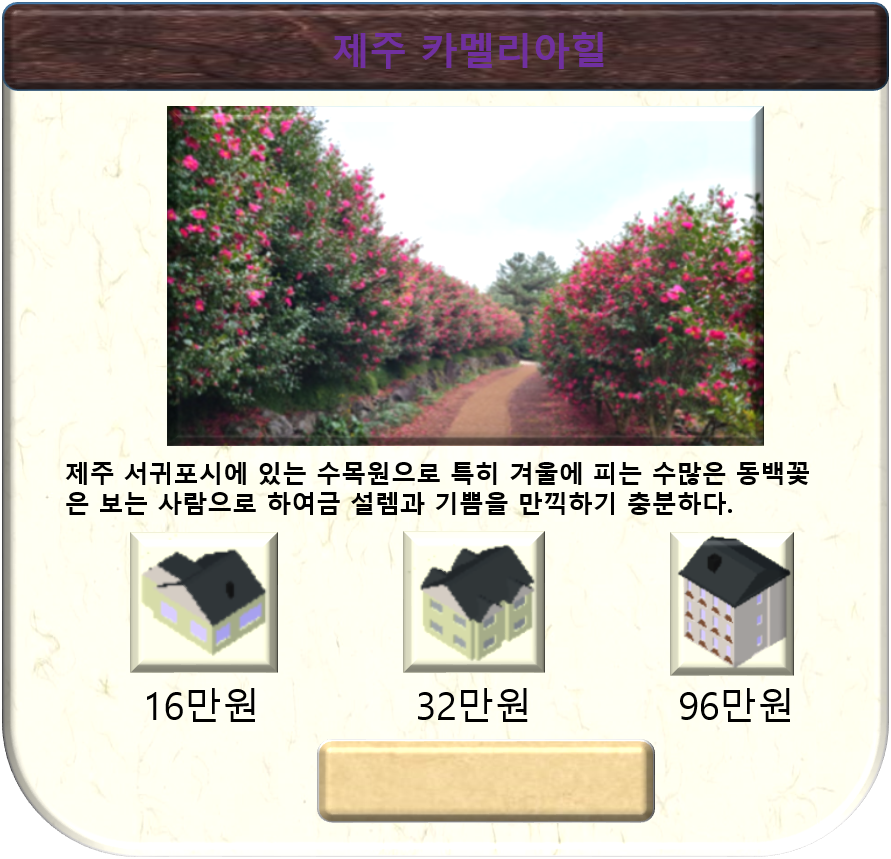 제주 카멜리아힐
제주 서귀포시에 있는 수목원으로 특히 겨울에 피는 수많은 동백꽃
은 보는 사람으로 하여금 설렘과 기쁨을 만끽하기 충분하다.
16만원 32만원 96만원